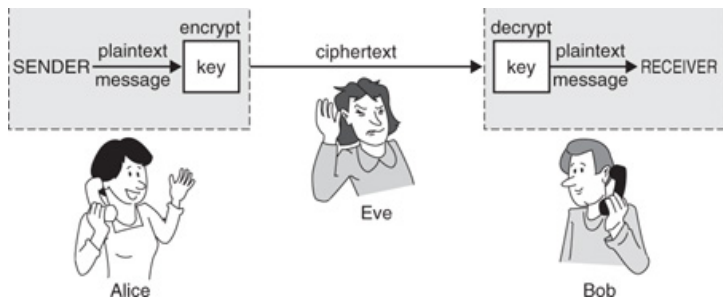 encrypt
decrypt
SENDER
plaintext
message
key
ciphertext
key
plaintext
message
RECEIVER
Eve
Alice
Bob